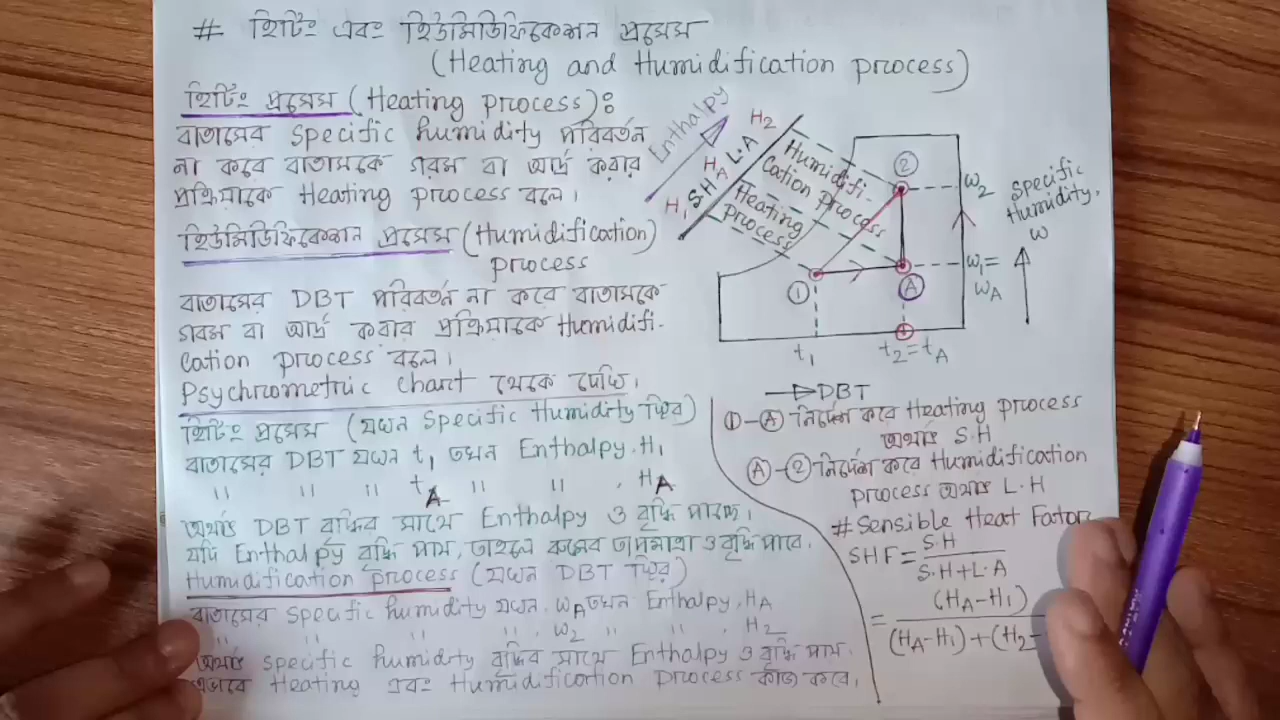 # হিটিং এবং হিউমিডিফিকেশন প্রসেস
(Heating and Humidification process)
হিটিং প্রসেস (Heating process):
বাতাসের specific humidity পরিবর্তন
না করে বাতাসকে গরম বা আর্দ্র করার
প্রক্রিয়াকে Heating process বলে।
হিউমিডিফিকেশন প্রসেস (Humidification)
process
বাতাসের DBT পরিবর্তন না করে বাতাসকে
গরম বা আর্দ্র করার প্রক্রিয়াকে Humidifi-
cation process বলে।
Psychrometric chart থেকে দেখি,
হিটিং প্রসেস (যখন Specific Humidity স্থির)
বাতাসের DBT যখন t1 তখন Enthalpy. H1
" " " tA " " , HA
অর্থাৎ DBT বৃদ্ধির সাথে Enthalpy ও বৃদ্ধি পাচ্ছে।
যদি Enthalpy বৃদ্ধি পায়, তাহলে রুমের তাপমাত্রা ও বৃদ্ধি পাবে.
Humidification process (যখন DBT স্থির)
বাতাসের specific humidity যখন. WA তখন Enthalpy, HA
" " " " , W2 " " , H2
অর্থাৎ specific humidity বৃদ্ধির সাথে Enthalpy ও বৃদ্ধি পায়.
এভাবে Heating এবং Humidification process কাজ করে।
Enthalpy
H2
L.A
HA
S.H
H1
Humidifi-
cation process
Heating
process
2
1
A
w2
w1=
wA
specific
Humidity,
w
t1
t2=tA
DBT
1-A নির্দেশ করে Heating process
অর্থাৎ S.H
A-2 নির্দেশ করে Humidification
process অর্থাৎ L.H
# Sensible Heat Factor
SHF = S.H / S.H+L.A
= (HA-H1) / (HA-H1)+(H2-